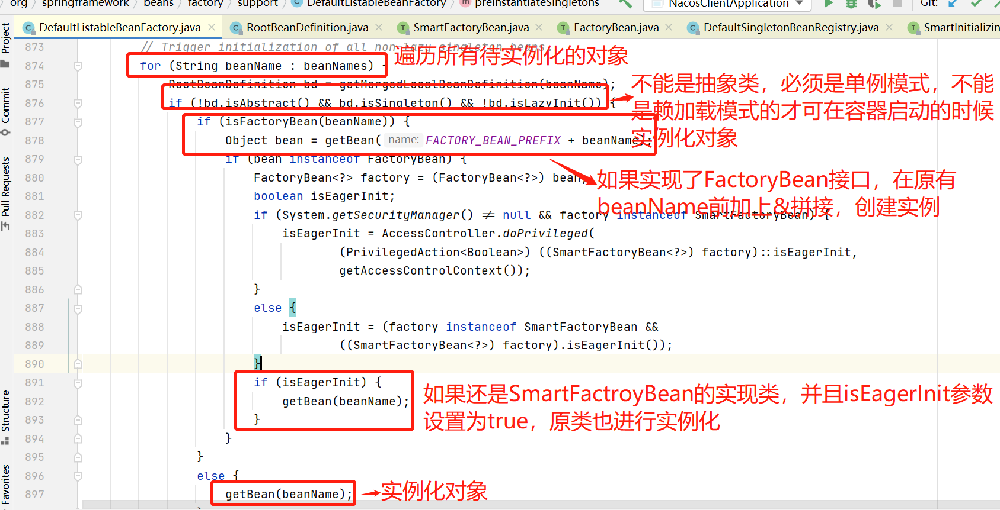 org springframework beans factory support DefaultListableBeanFactory preInstantiateSingletons NacosClientApplication Git:
DefaultListableBeanFactory.java RootBeanDefinition.java SmartFactoryBean.java FactoryBean.java DefaultSingletonBeanRegistry.java SmartInitializin
Project
Commit
Pull Requests
Structure
Favorites
873 // Trigger initialization of all non-lazy singleton beans
遍历所有待实例化的对象
874 for (String beanName : beanNames) {
875 RootBeanDefinition bd = getMergedLocalBeanDefinition(beanName);
不能是抽象类，必须是单例模式，不能
876 if (!bd.isAbstract() && bd.isSingleton() && !bd.isLazyInit()) {
是赖加载模式的才可在容器启动的时候
877 if (isFactoryBean(beanName)) {
实例化对象
878 Object bean = getBean( name: FACTORY_BEAN_PREFIX + beanName);
879 if (bean instanceof FactoryBean) {
如果实现了FactoryBean接口，在原有
880 FactoryBean<?> factory = (FactoryBean<?>) bean;
881 boolean isEagerInit;
beanName前加上&拼接，创建实例
882 if (System.getSecurityManager() ≠ null && factory instanceof SmartFactoryBean) {
883 isEagerInit = AccessController.doPrivileged(
884 (PrivilegedAction<Boolean>) ((SmartFactoryBean<?>) factory)::isEagerInit,
885 getAccessControlContext());
886 }
887 else {
888 isEagerInit = (factory instanceof SmartFactoryBean &&
889 ((SmartFactoryBean<?>) factory).isEagerInit());
890 }
891 if (isEagerInit) {
如果还是SmartFactroyBean的实现类，并且isEagerInit参数
892 getBean(beanName);
设置为true，原类也进行实例化
893 }
894 }
895 }
896 else {
897 getBean(beanName);
实例化对象